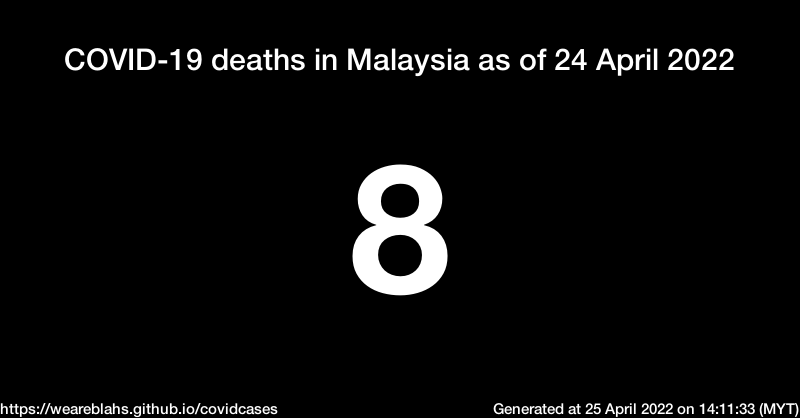 COVID-19 deaths in Malaysia as of 24 April 2022
8
https://weareblahs.github.io/covidcases
Generated at 25 April 2022 on 14:11:33 (MYT)